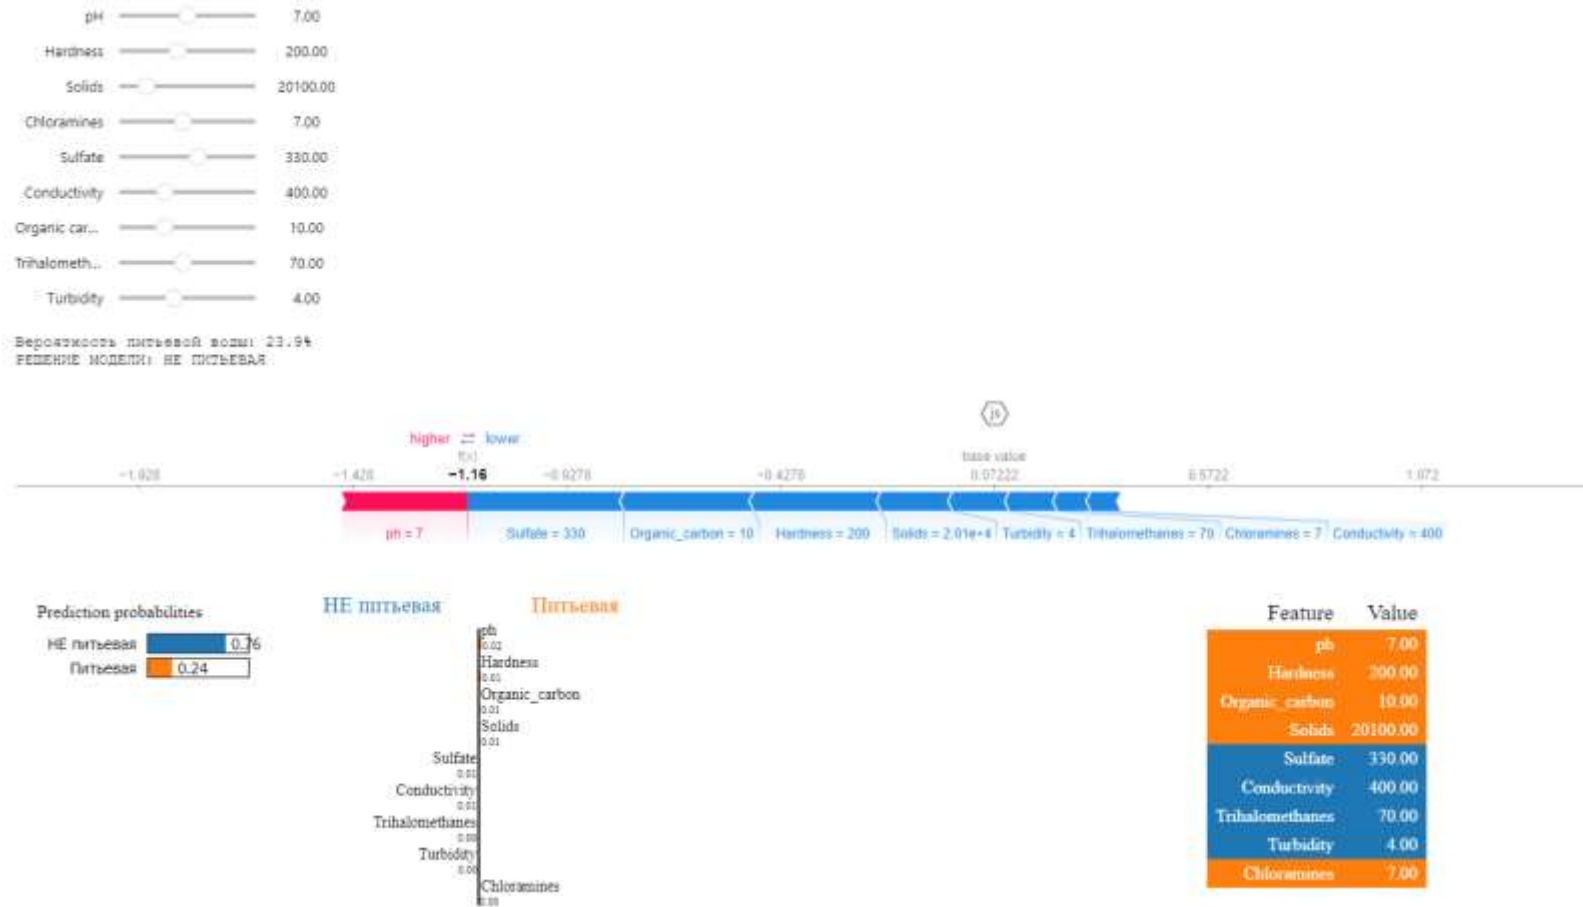 pH 7.00
Hardness 200.00
Solids 20100.00
Chloramines 7.00
Sulfate 330.00
Conductivity 400.00
Organic car... 10.00
Trihalometh... 70.00
Turbidity 4.00
Вероятность питьевой воды: 23.9%
РЕШЕНИЕ МОДЕЛИ: НЕ ПИТЬЕВАЯ
js
higher ⇄ lower
f(x) base value
−1.928 −1.428 −1.16 −0.9278 −0.4278 0.07222 0.5722 1.072
ph = 7 Sulfate = 330 Organic_carbon = 10 Hardness = 200 Solids = 2.01e+4 Turbidity = 4 Trihalomethanes = 70 Chloramines = 7 Conductivity = 400
Prediction probabilities
НЕ питьевая 0.76
Питьевая 0.24
НЕ питьевая Питьевая
ph
0.02
Hardness
0.01
Organic_carbon
0.01
Solids
0.01
Sulfate
0.01
Conductivity
0.01
Trihalomethanes
0.00
Turbidity
0.00
Chloramines
0.00
Feature Value
ph 7.00
Hardness 200.00
Organic_carbon 10.00
Solids 20100.00
Sulfate 330.00
Conductivity 400.00
Trihalomethanes 70.00
Turbidity 4.00
Chloramines 7.00